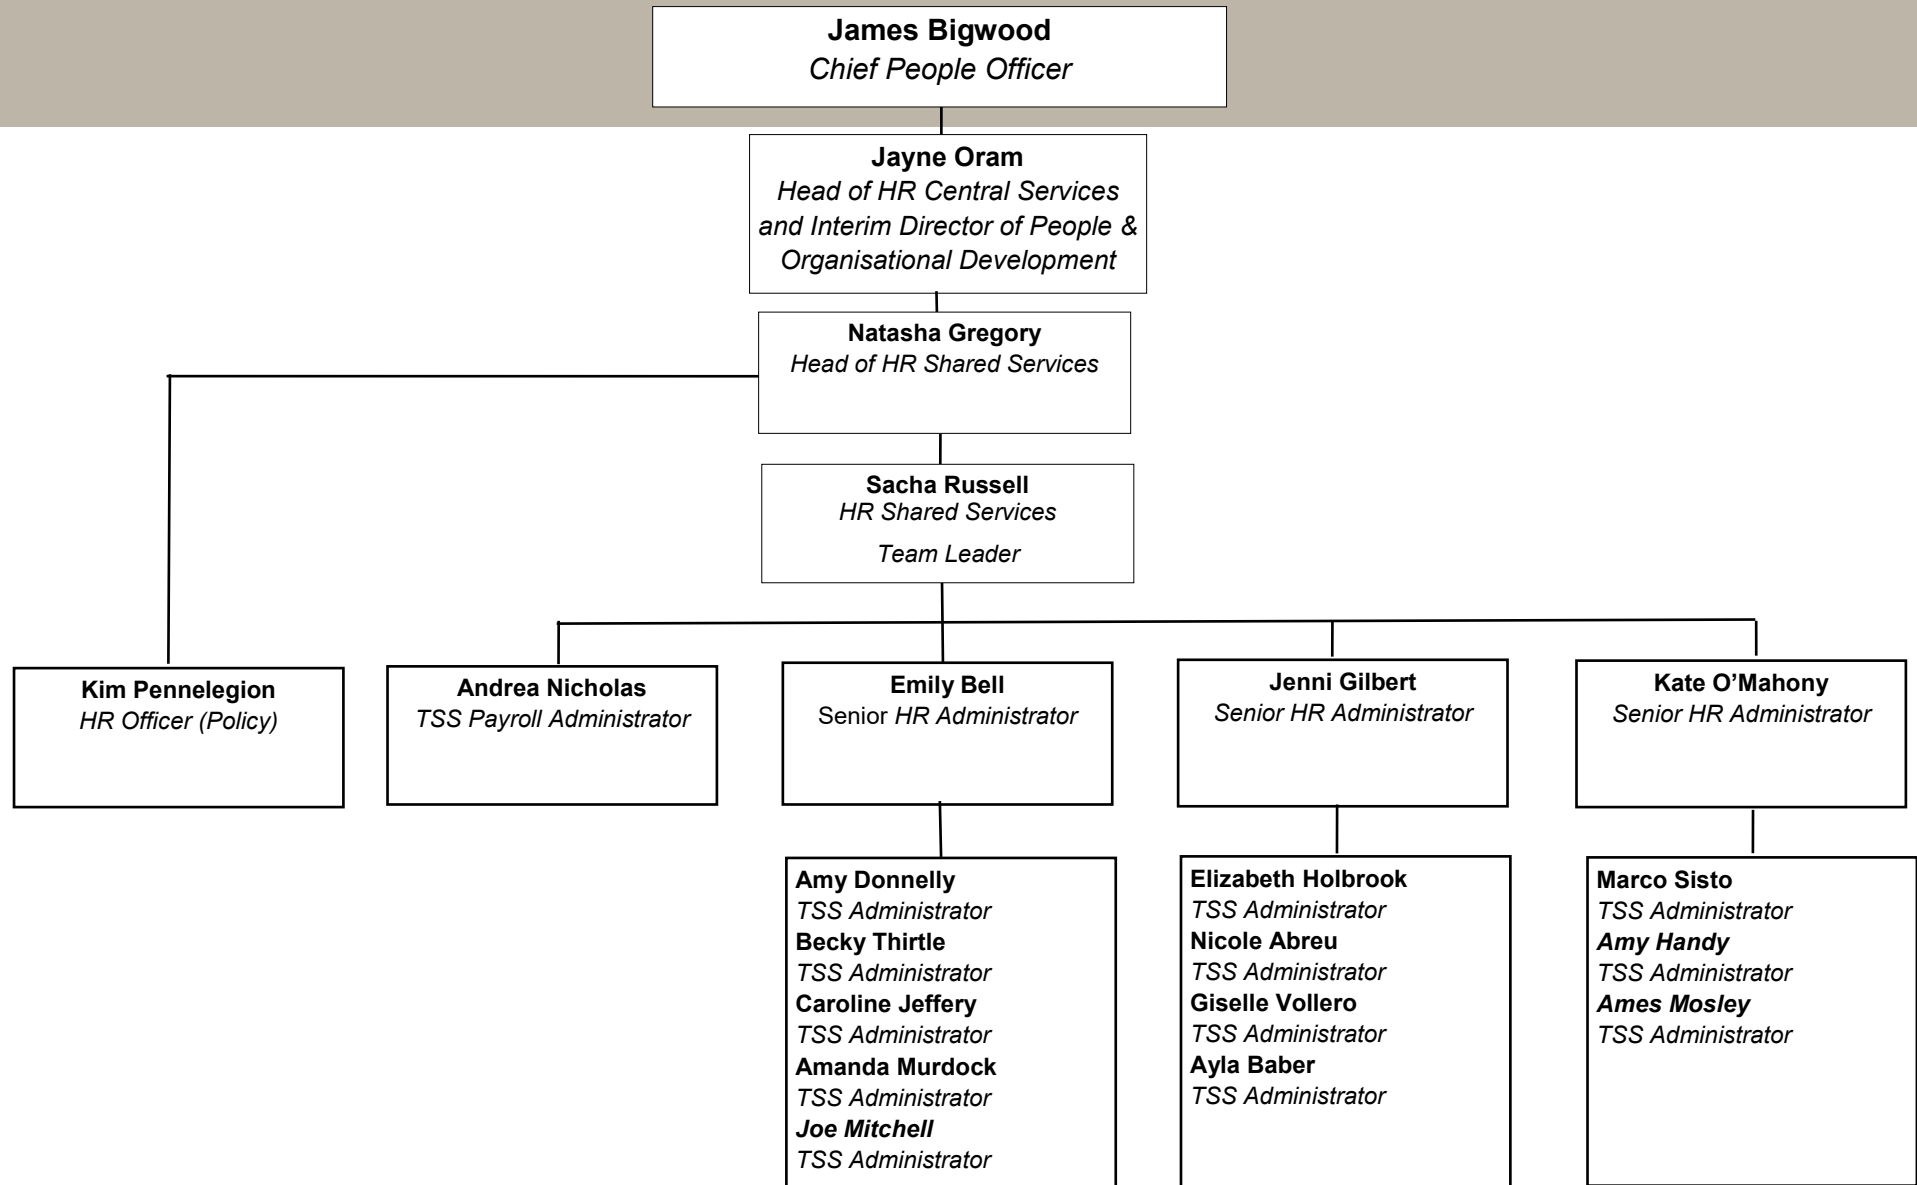 James Bigwood
Chief People Officer
Jayne Oram
Head of HR Central Services
and Interim Director of People &
Organisational Development
Natasha Gregory
Head of HR Shared Services
Sacha Russell
HR Shared Services
Team Leader
Kim Pennelegion
HR Officer (Policy)
Andrea Nicholas
TSS Payroll Administrator
Emily Bell
Senior HR Administrator
Jenni Gilbert
Senior HR Administrator
Kate O’Mahony
Senior HR Administrator
Amy Donnelly
TSS Administrator
Becky Thirtle
TSS Administrator
Caroline Jeffery
TSS Administrator
Amanda Murdock
TSS Administrator
Joe Mitchell
TSS Administrator
Elizabeth Holbrook
TSS Administrator
Nicole Abreu
TSS Administrator
Giselle Vollero
TSS Administrator
Ayla Baber
TSS Administrator
Marco Sisto
TSS Administrator
Amy Handy
TSS Administrator
Ames Mosley
TSS Administrator